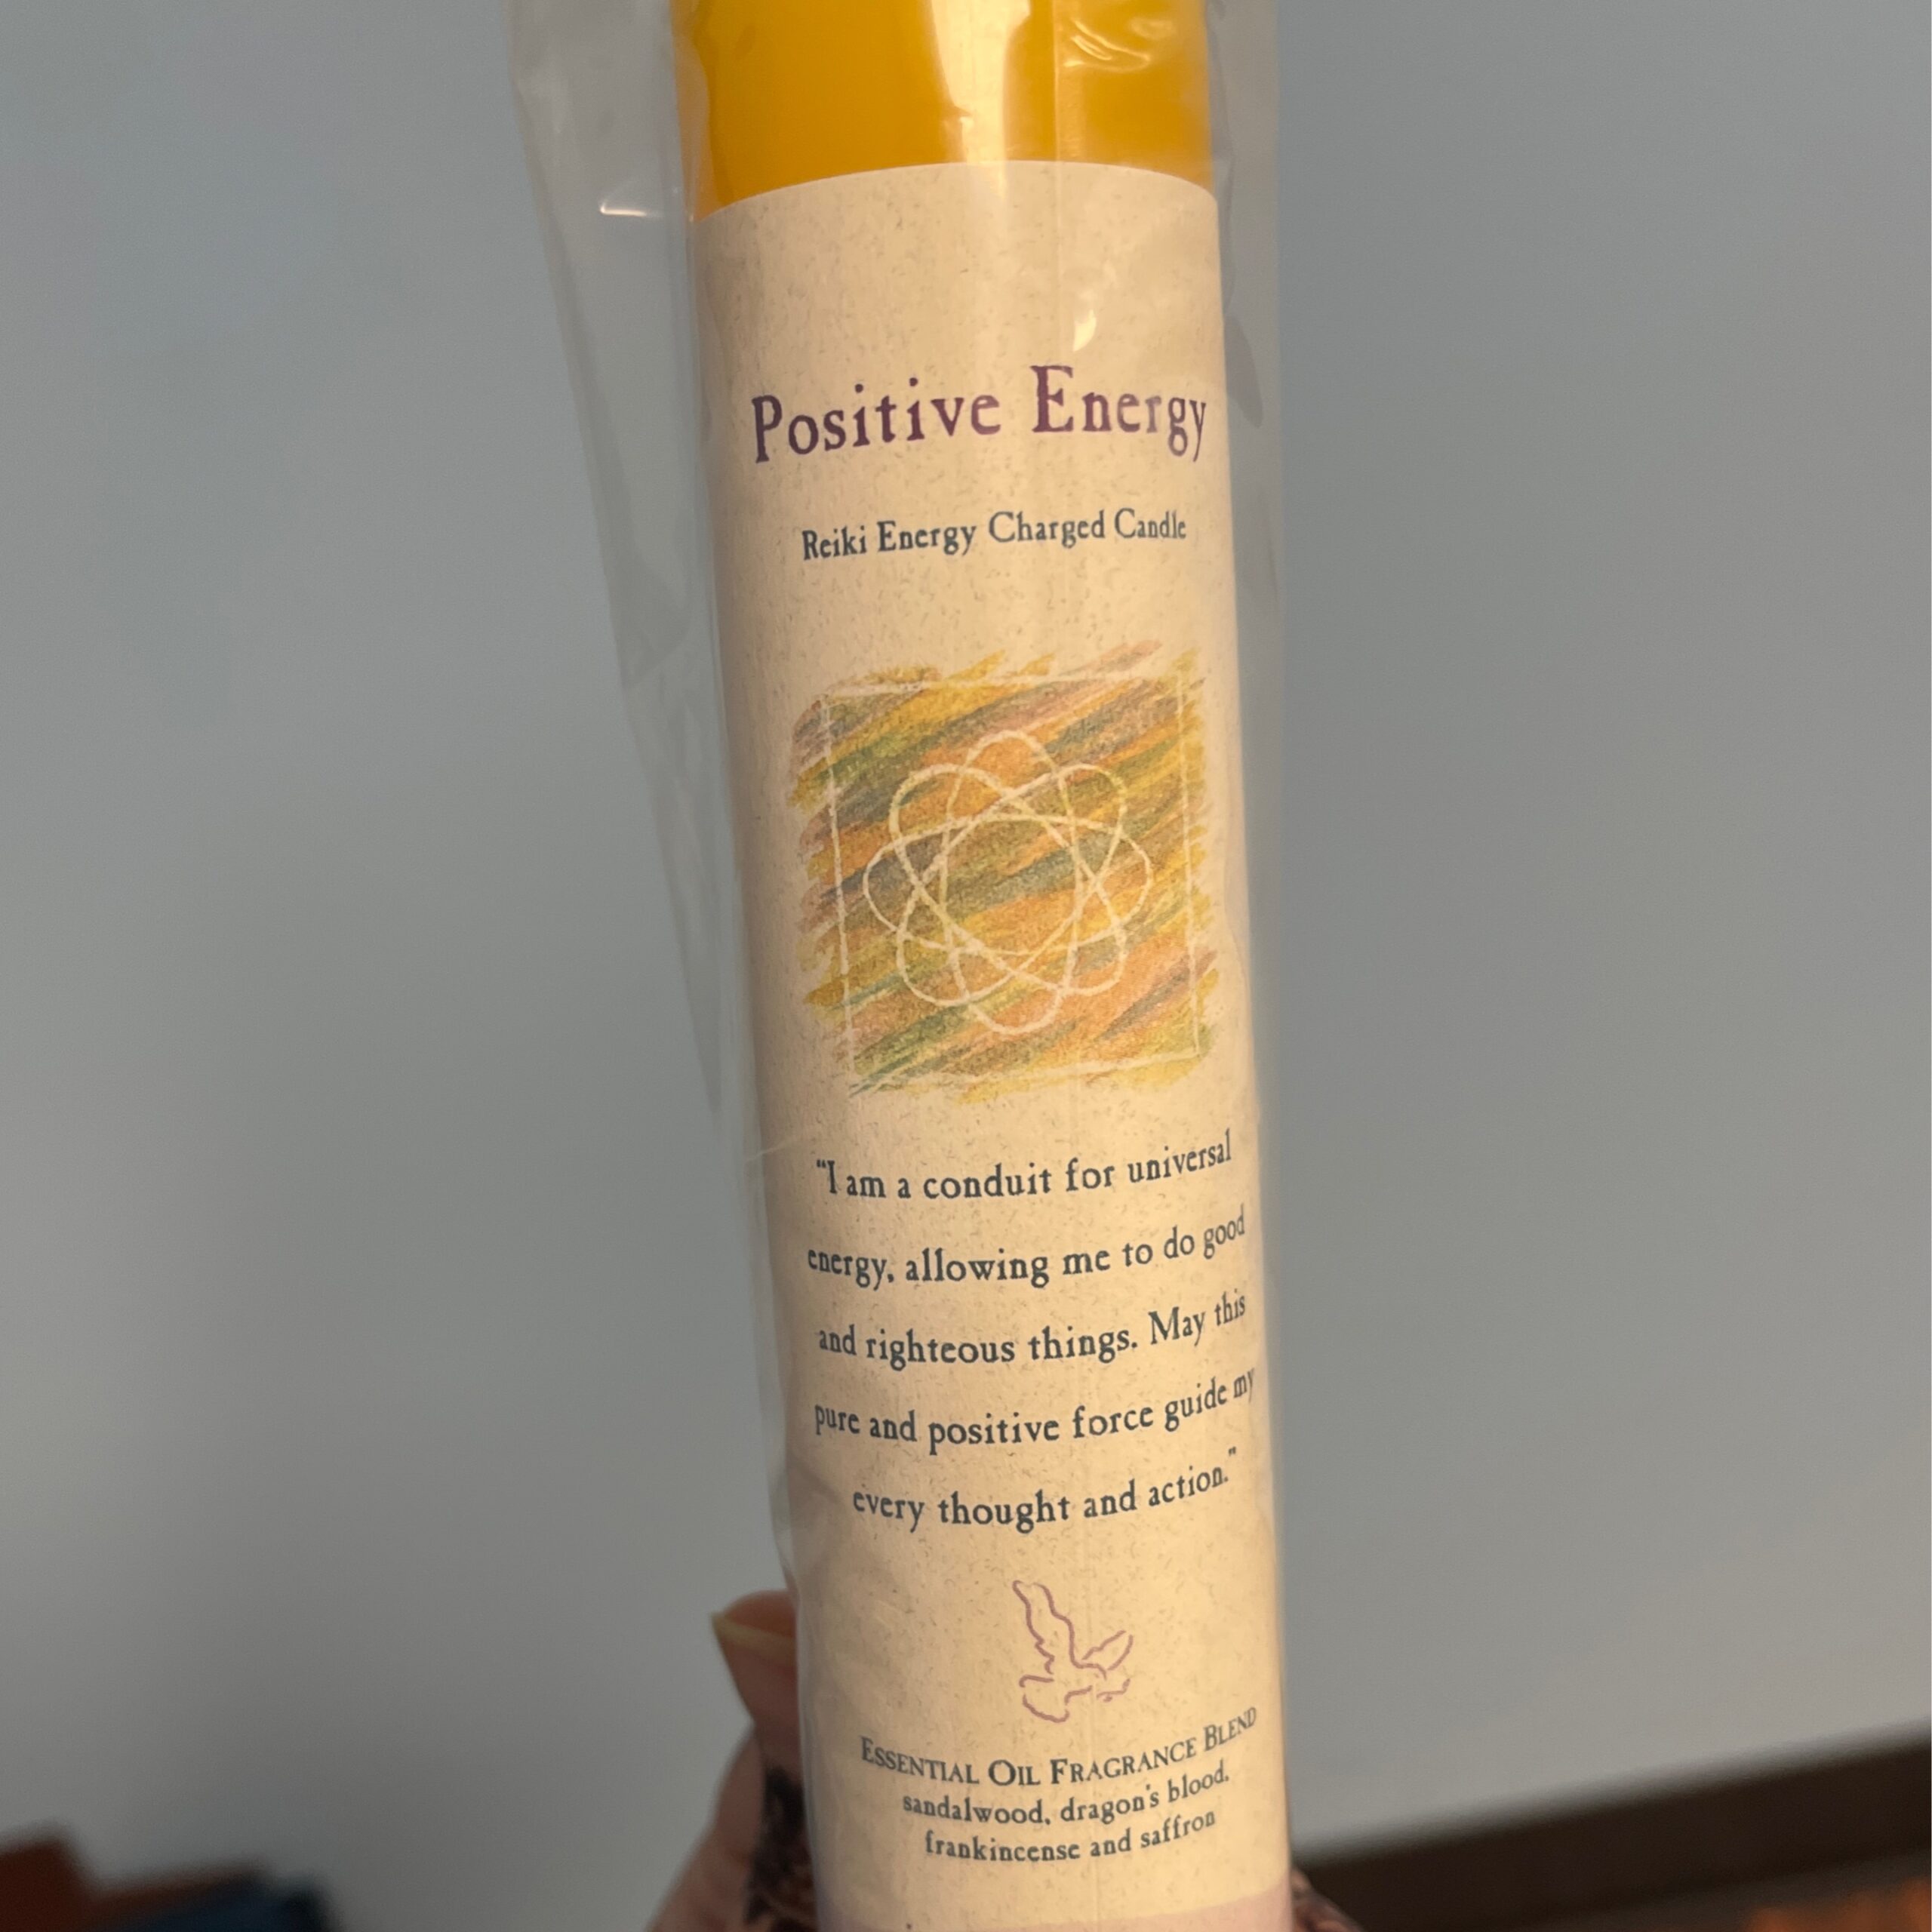 Positive Energy
Reiki Energy Charged Candle
“I am a conduit for universal
energy, allowing me to do good
and righteous things. May this
pure and positive force guide my
every thought and action.”
ESSENTIAL OIL FRAGRANCE BLEND
sandalwood, dragon's blood,
frankincense and saffron